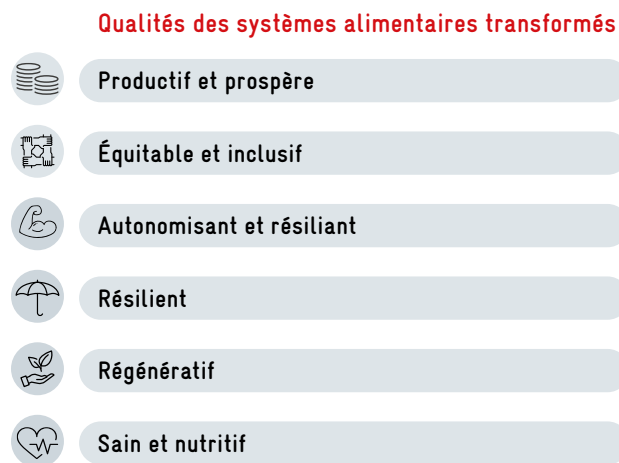 Qualités des systèmes alimentaires transformés
Productif et prospère
Équitable et inclusif
Autonomisant et résiliant
Résilient
Régénératif
Sain et nutritif